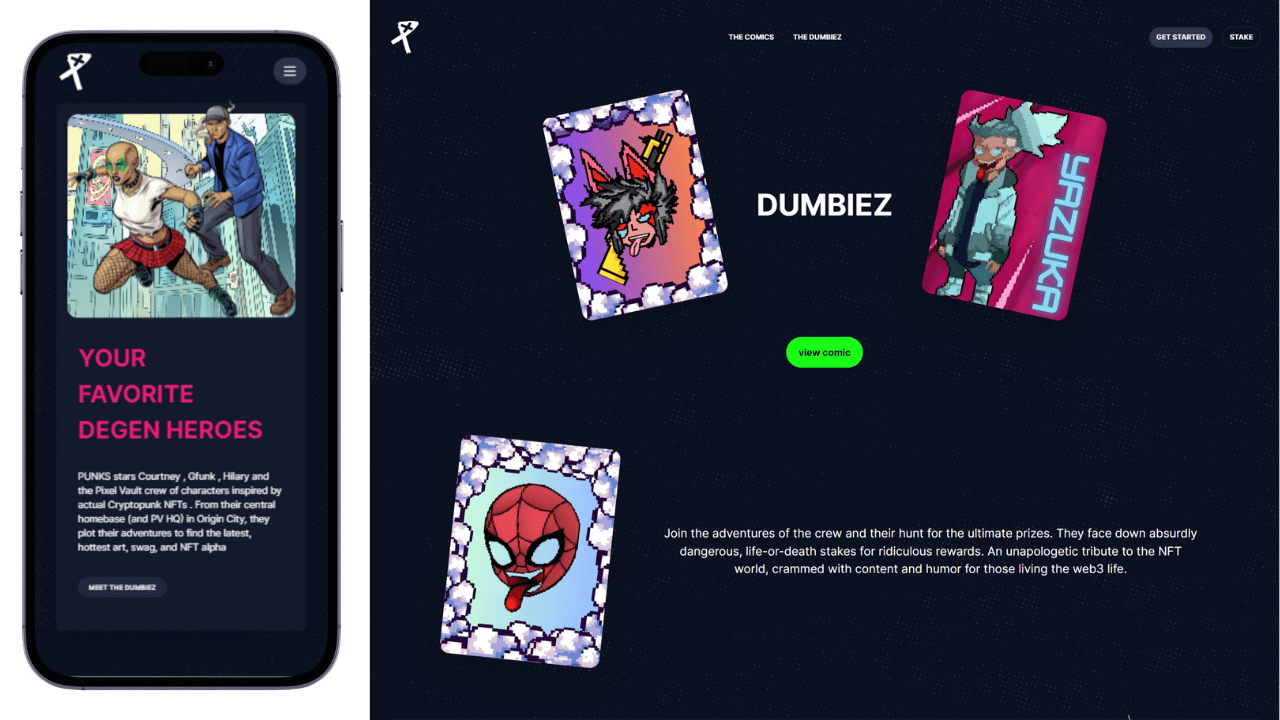 YOUR
FAVORITE
DEGEN HEROES
PUNKS stars Courtney , Gfunk , Hilary and
the Pixel Vault crew of characters inspired by
actual Cryptopunk NFTs . From their central
homebase (and PV HQ) in Origin City, they
plot their adventures to find the latest,
hottest art, swag, and NFT alpha
MEET THE DUMBIEZ
THE COMICS THE DUMBIEZ GET STARTED STAKE
DUMBIEZ
YAZUKA
view comic
Join the adventures of the crew and their hunt for the ultimate prizes. They face down absurdly
dangerous, life-or-death stakes for ridiculous rewards. An unapologetic tribute to the NFT
world, crammed with content and humor for those living the web3 life.